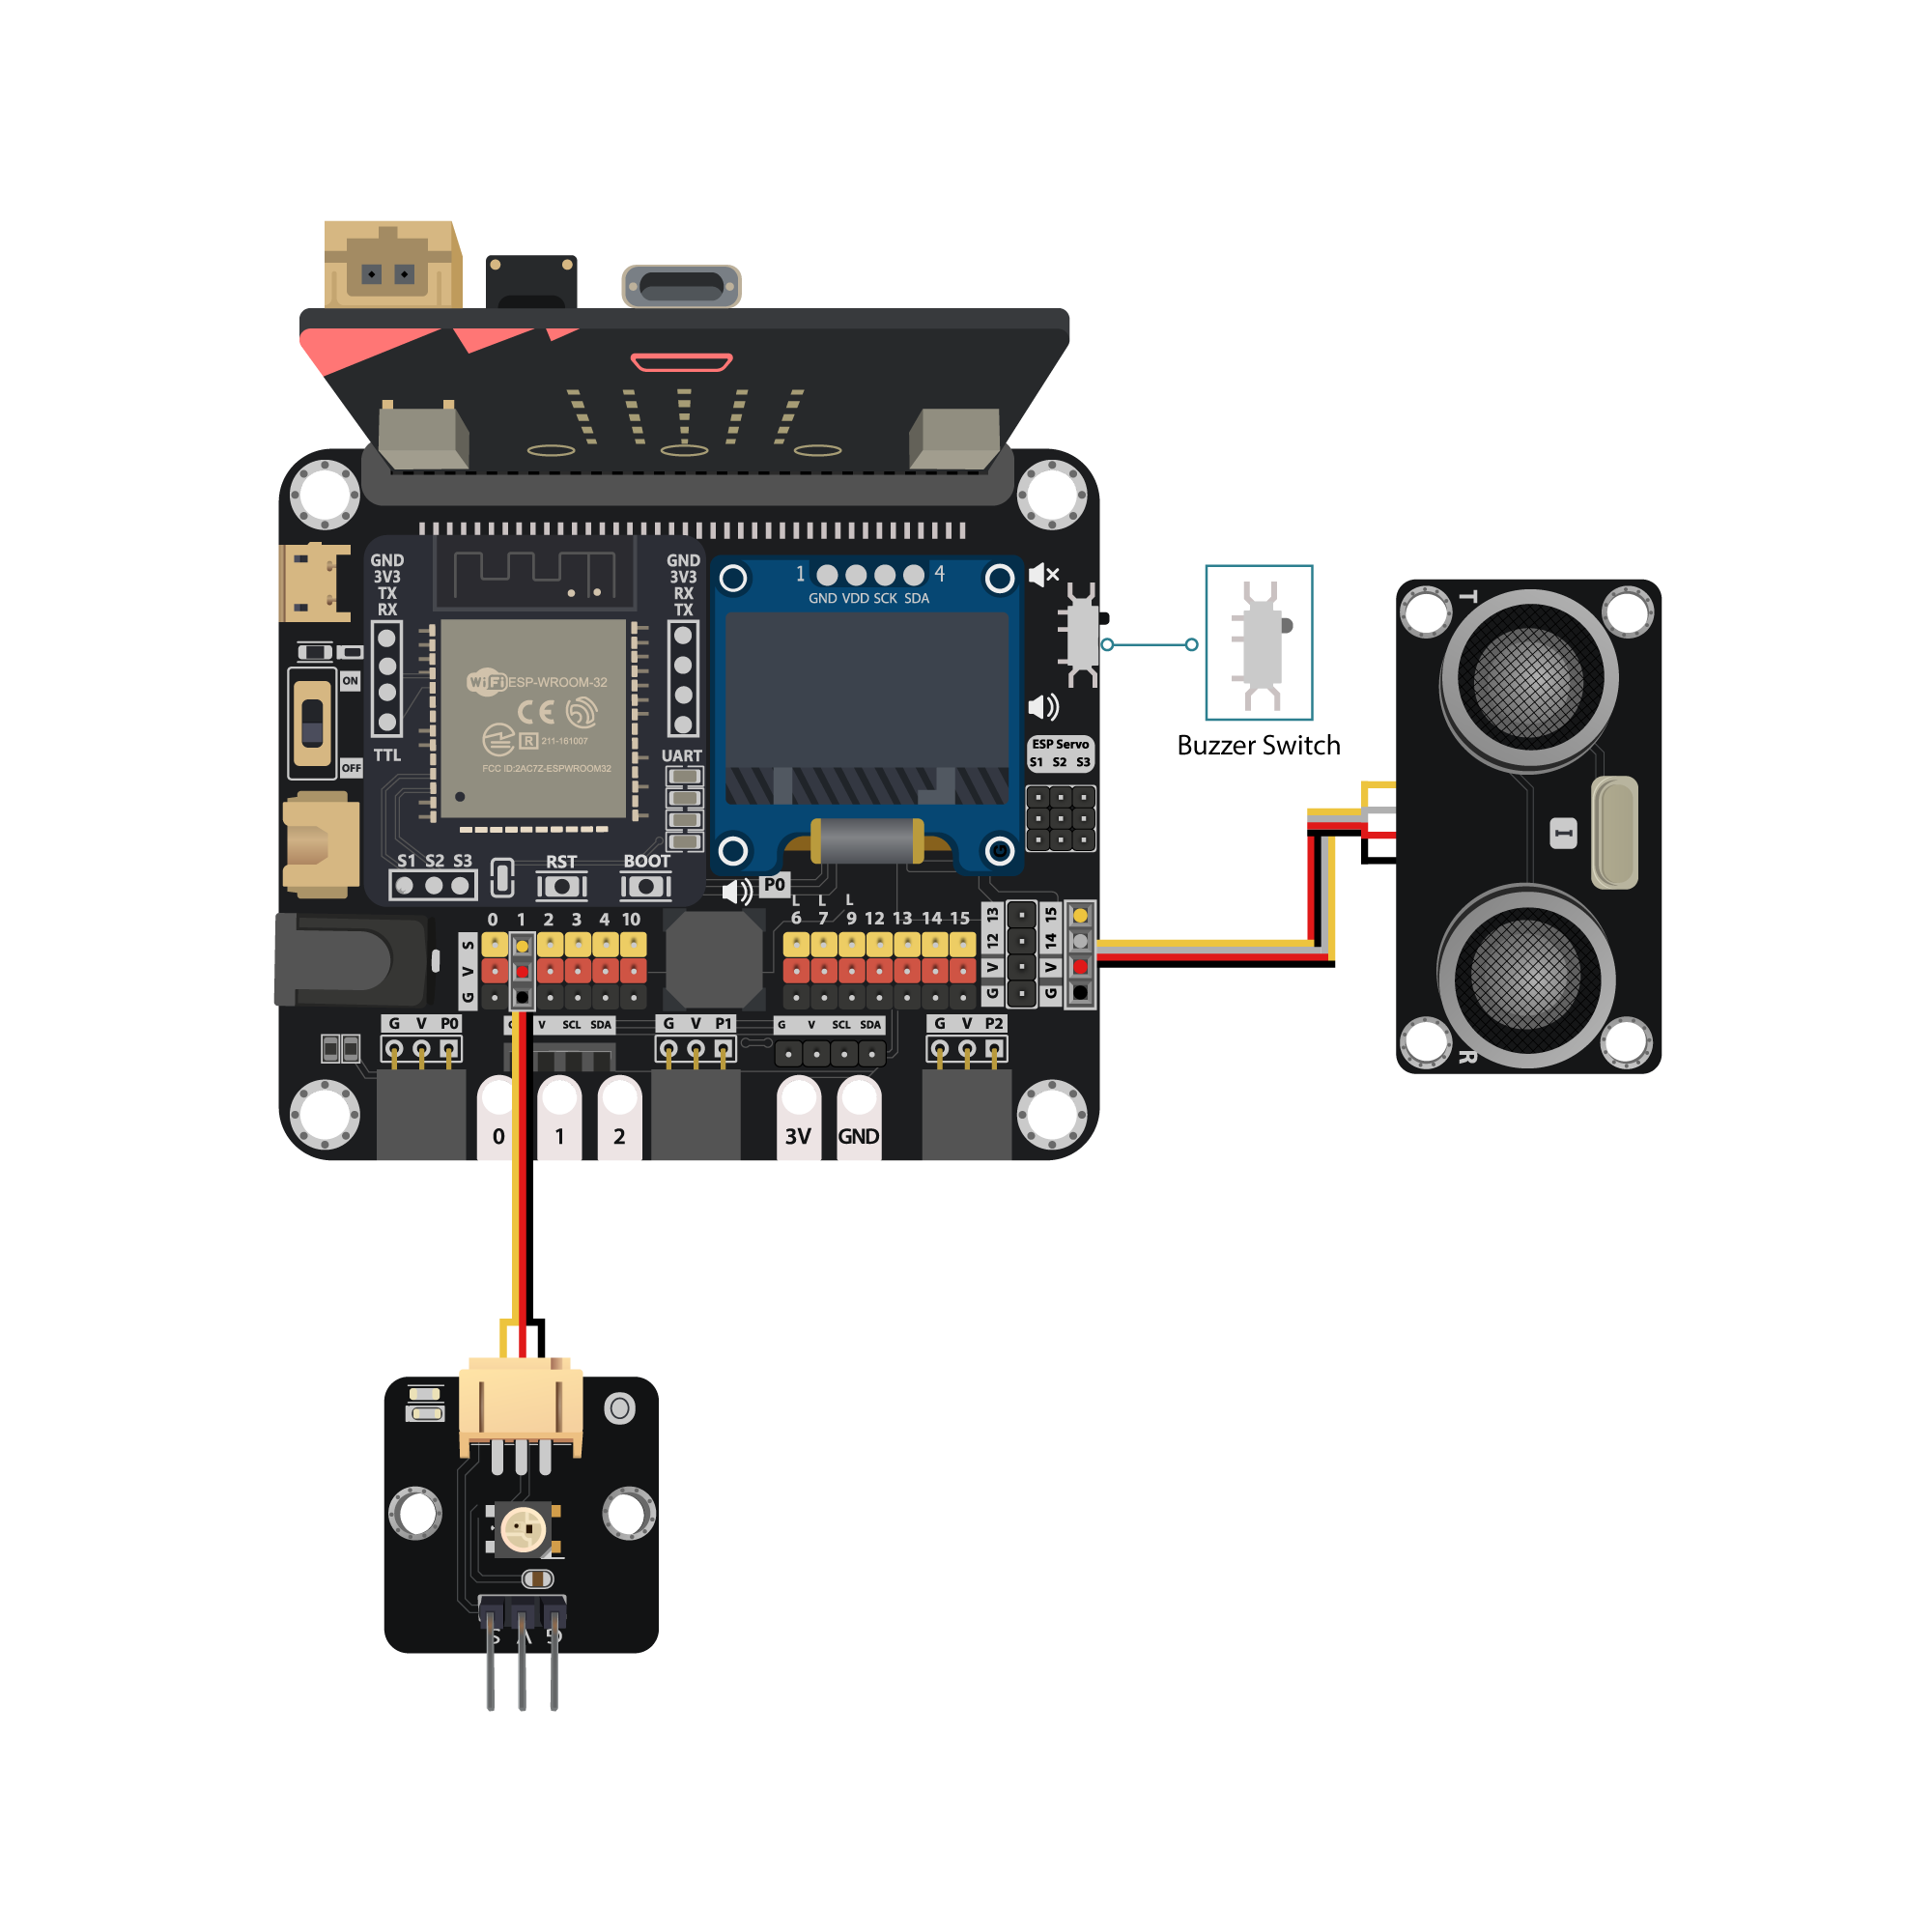 1 4
GND VDD SCK SDA
GND
3V3
TX
RX
GND
3V3
RX
TX
ON
OFF
TTL
WiFi ESP-WROOM-32
CE
R 211-161007
FCC ID:2AC7Z-ESPWROOM32
UART
Buzzer Switch
ESP Servo
S1 S2 S3
T
I
R
S1 S2 S3
RST
BOOT
P0
G
L L L
0 1 2 3 4 10
6 7 9 12 13 14 15
S
V
G
13
12
V
G
15
14
V
G
G V P0
G V SCL SDA
G V P1
G V SCL SDA
G V P2
0 1 2 3V GND
S V G